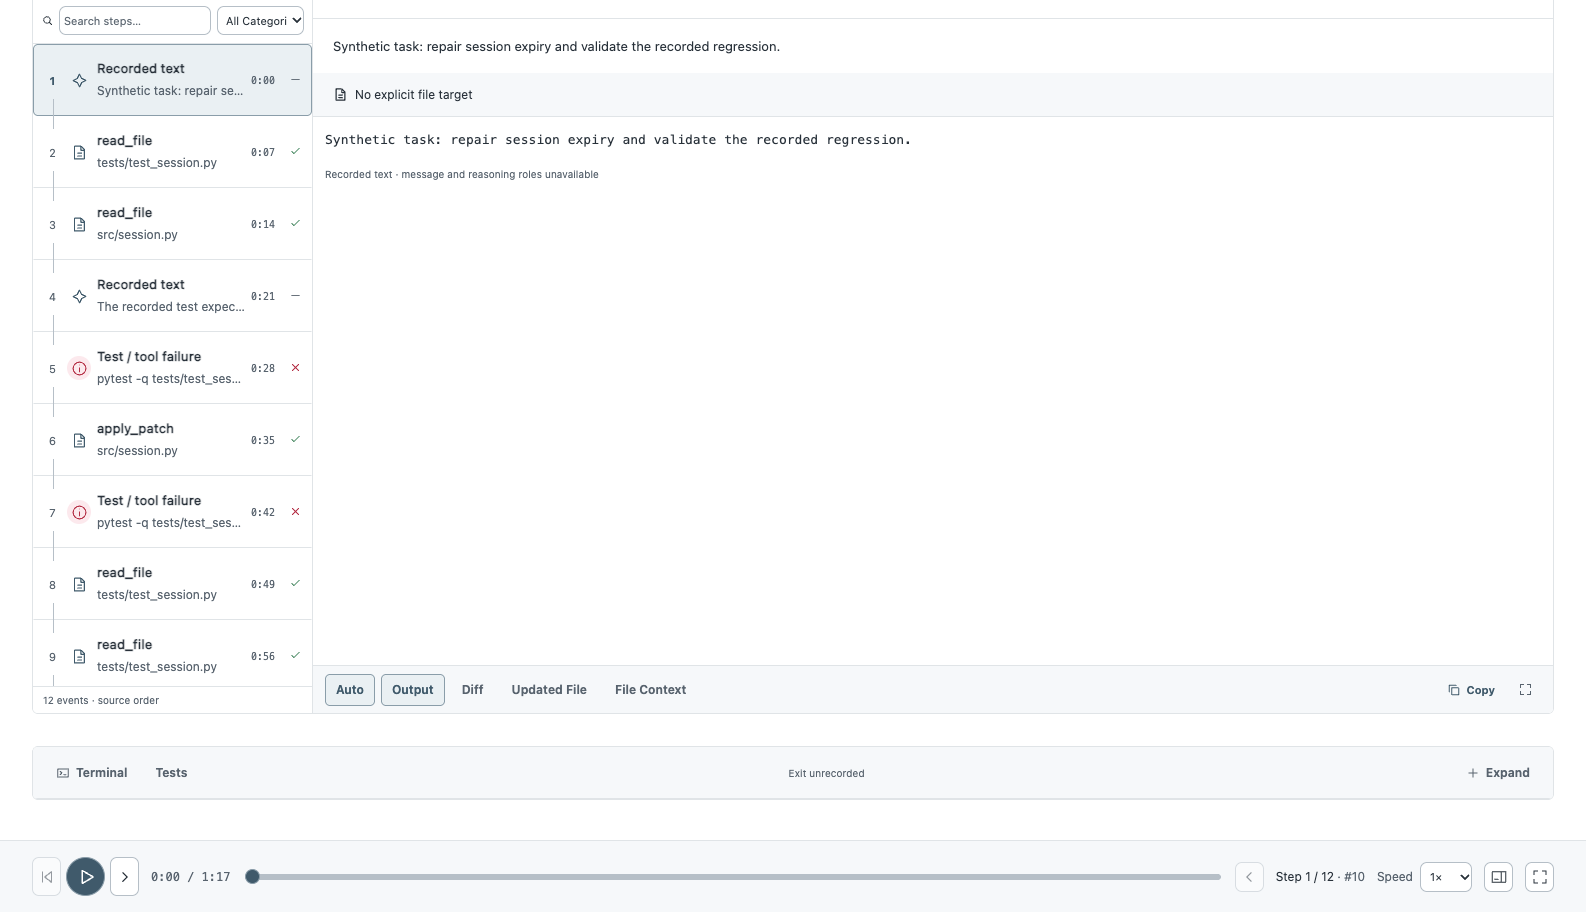 Search steps...
All Categori
1
Recorded text
Synthetic task: repair se...
0:00
2
read_file
tests/test_session.py
0:07
3
read_file
src/session.py
0:14
4
Recorded text
The recorded test expec...
0:21
5
Test / tool failure
pytest -q tests/test_ses...
0:28
6
apply_patch
src/session.py
0:35
7
Test / tool failure
pytest -q tests/test_ses...
0:42
8
read_file
tests/test_session.py
0:49
9
read_file
tests/test_session.py
0:56
12 events · source order
Synthetic task: repair session expiry and validate the recorded regression.
No explicit file target
Synthetic task: repair session expiry and validate the recorded regression.
Recorded text · message and reasoning roles unavailable
Auto Output Diff Updated File File Context Copy
Terminal Tests Exit unrecorded + Expand
0:00 / 1:17 Step 1 / 12 · #10 Speed 1×